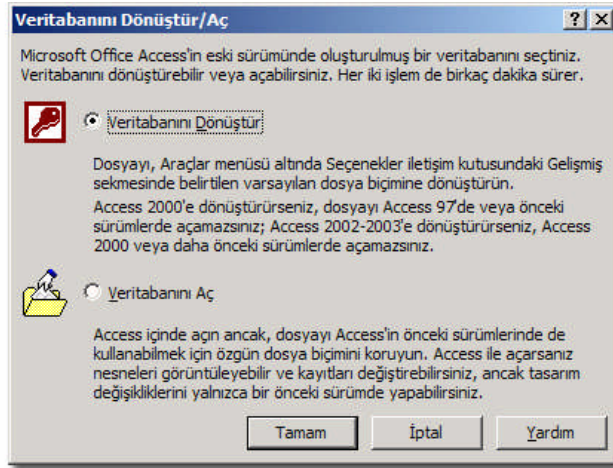 Veritabanını Dönüştür/Aç
Microsoft Office Access'in eski sürümünde oluşturulmuş bir veritabanını seçtiniz.
Veritabanını dönüştürebilir veya açabilirsiniz. Her iki işlem de birkaç dakika sürer.
Veritabanını Dönüştür
Dosyayı, Araçlar menüsü altında Seçenekler iletişim kutusundaki Gelişmiş
sekmesinde belirtilen varsayılan dosya biçimine dönüştürün.
Access 2000'e dönüştürürseniz, dosyayı Access 97'de veya önceki
sürümlerde açamazsınız; Access 2002-2003'e dönüştürürseniz, Access
2000 veya daha önceki sürümlerde açamazsınız.
Veritabanını Aç
Access içinde açın ancak, dosyayı Access'in önceki sürümlerinde de
kullanabilmek için özgün dosya biçimini koruyun. Access ile açarsanız
nesneleri görüntüleyebilir ve kayıtları değiştirebilirsiniz, ancak tasarım
değişikliklerini yalnızca bir önceki sürümde yapabilirsiniz.
Tamam İptal Yardım